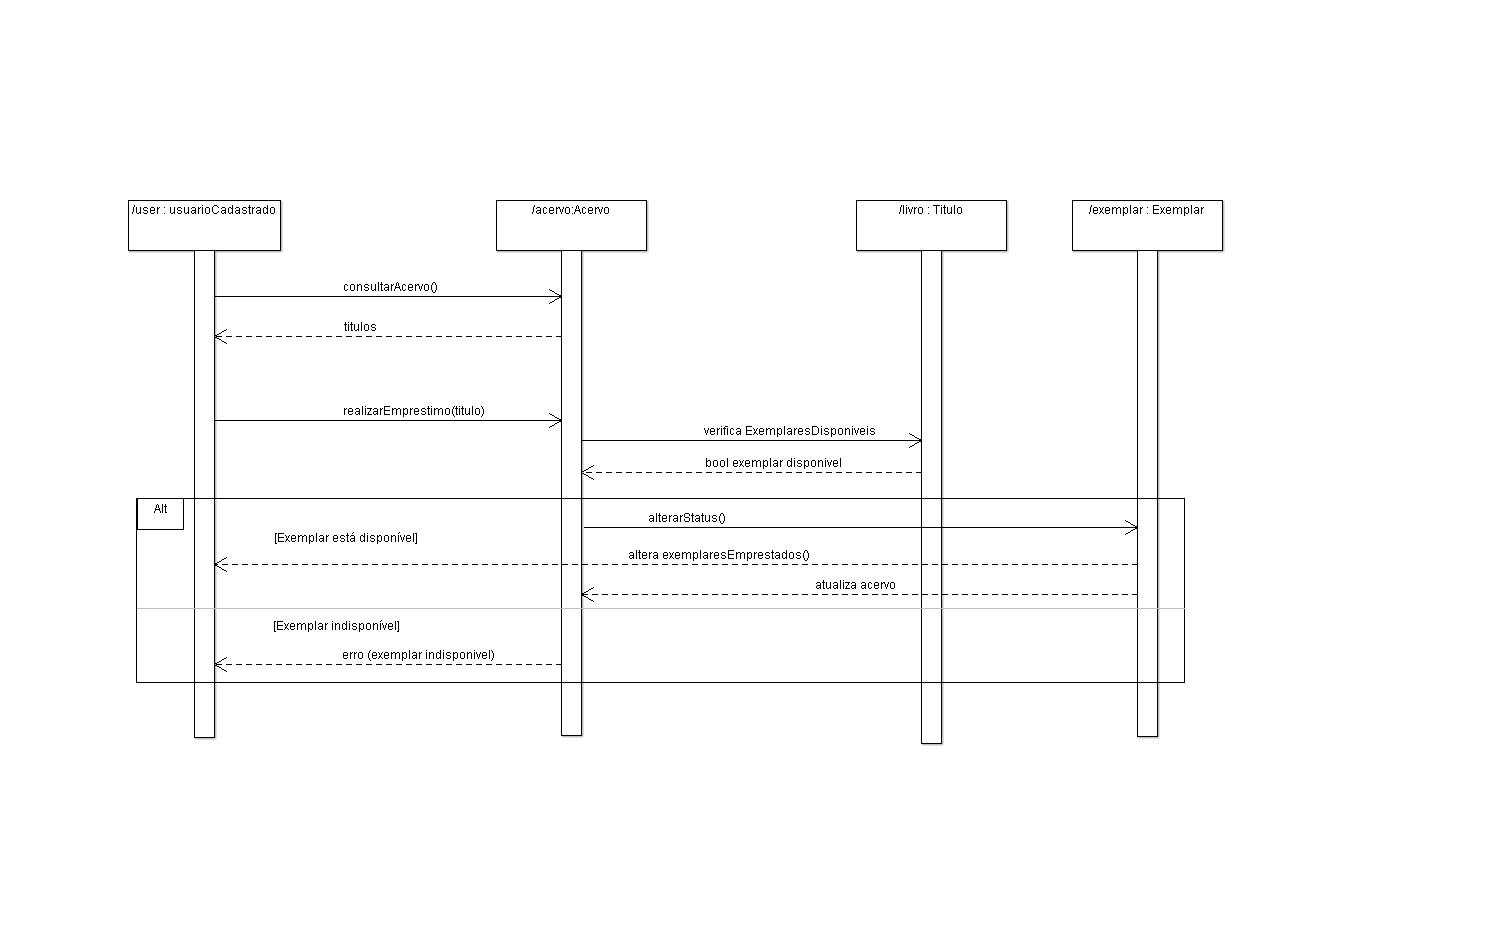 /user : usuarioCadastrado
/acervo:Acervo
/livro : Titulo
/exemplar : Exemplar
consultarAcervo()
titulos
realizarEmprestimo(titulo)
verifica ExemplaresDisponiveis
bool exemplar disponivel
Alt
alterarStatus()
[Exemplar está disponível]
altera exemplaresEmprestados()
atualiza acervo
[Exemplar indisponível]
erro (exemplar indisponivel)